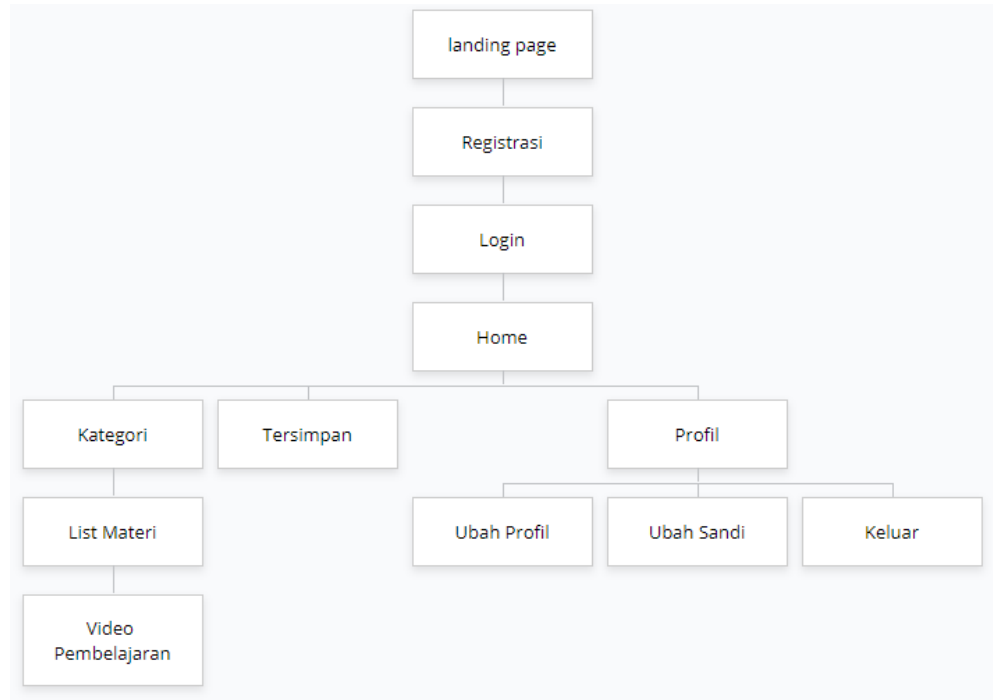 landing page
Registrasi
Login
Home
Kategori
Tersimpan
Profil
List Materi
Ubah Profil
Ubah Sandi
Keluar
Video
Pembelajaran